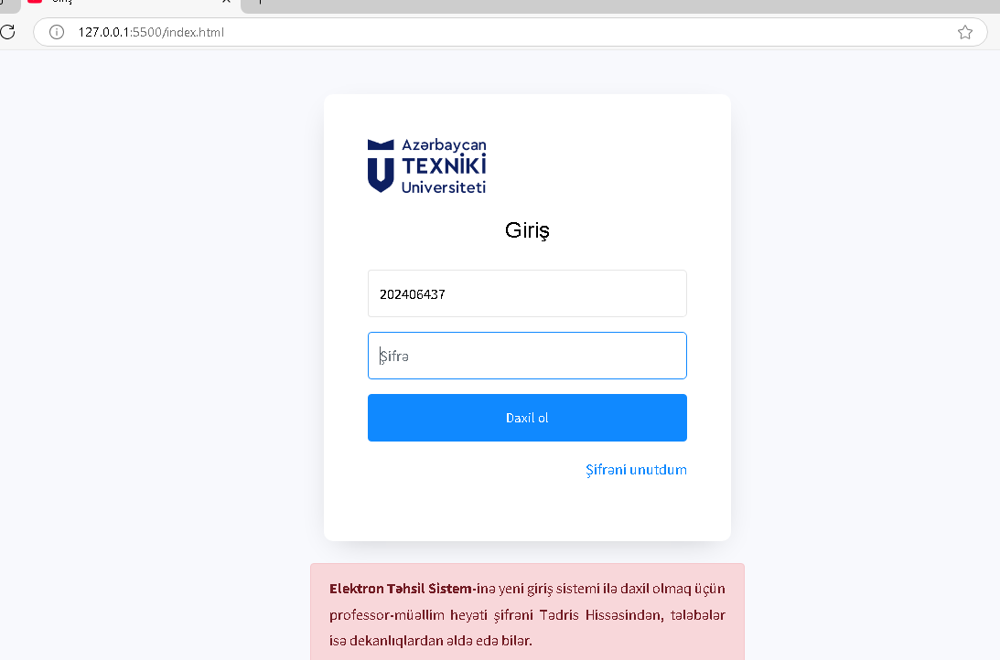 127.0.0.1:5500/index.html
Azərbaycan
TEXNİKİ
Universiteti
Giriş
202406437
Şifrə
Daxil ol
Şifrəni unutdum
Elektron Təhsil Sistem-inə yeni giriş sistemi ilə daxil olmaq üçün
professor-müəllim heyəti şifrəni Tədris Hissəsindən, tələbələr
isə dekanlıqlardan əldə edə bilər.